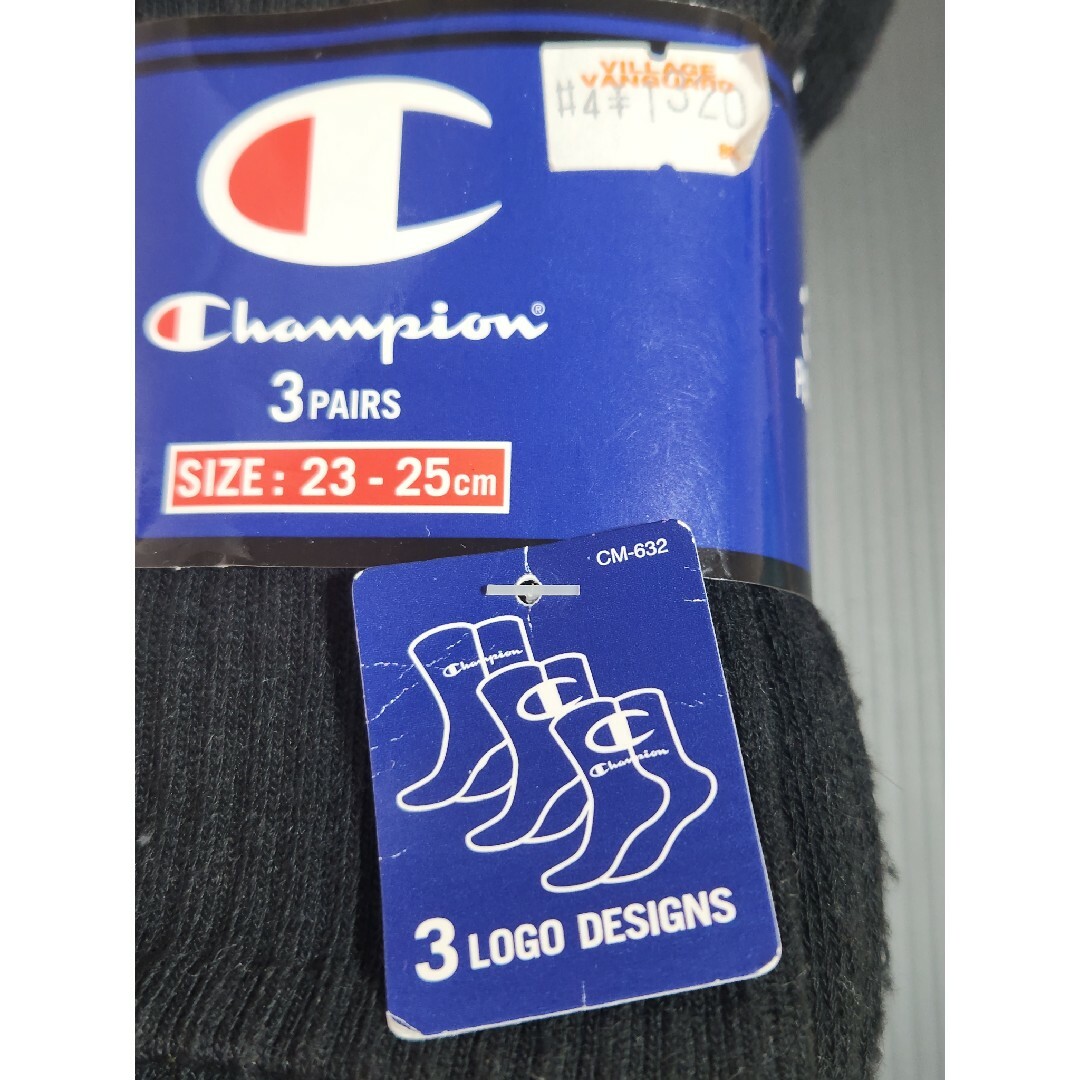 VILLAGE
VANGUARD
#4¥1320
Champion®
3 PAIRS
SIZE: 23 - 25cm
CM-632
Champion
Champion
3 LOGO DESIGNS